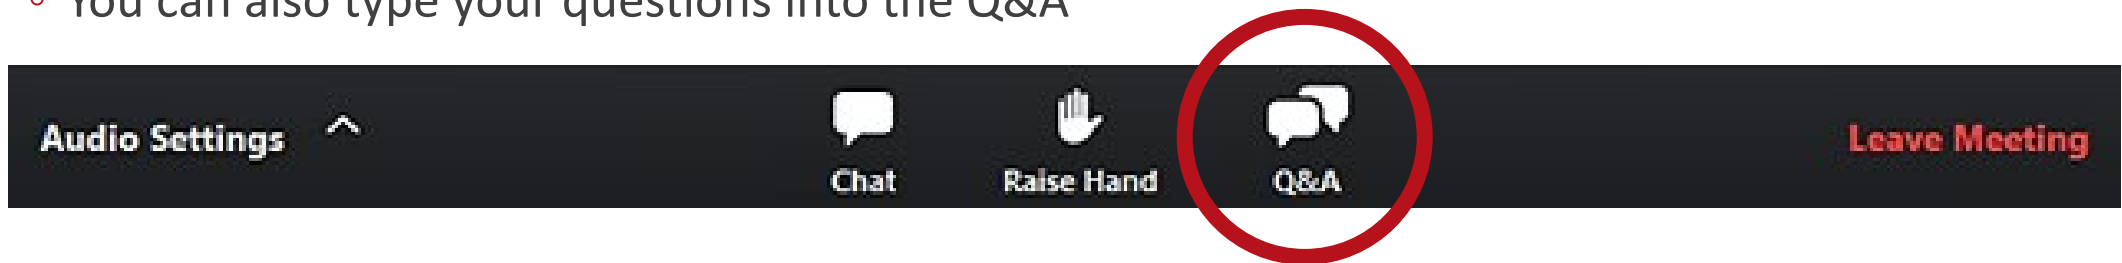 ◦ You can also type your questions into the Q&A
Audio Settings
Chat
Raise Hand
Q&A
Leave Meeting